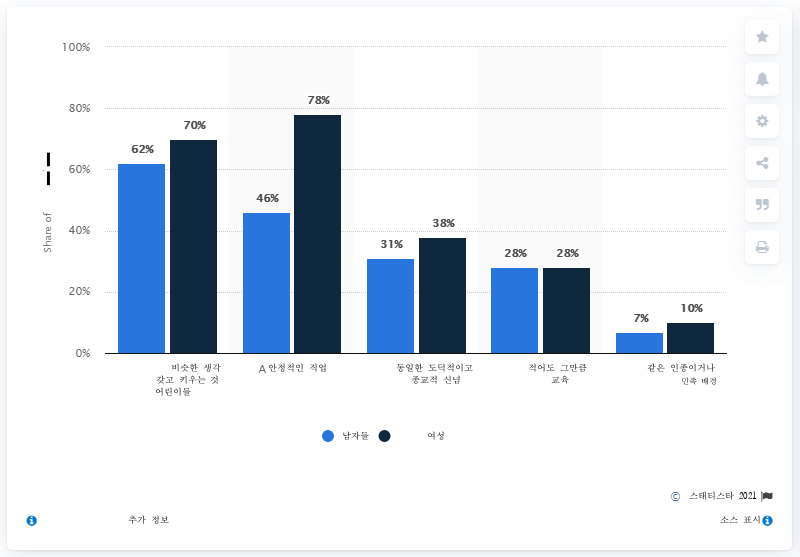 100%
80%
60%
40%
20%
0%
Share of
62%
70%
46%
78%
31%
38%
28%
28%
7%
10%
비슷한 생각
갖고 키우는 것
어린이들
A 안정적인 직업
동일한 도덕적이고
종교적 신념
적어도 그만큼
교육
같은 인종이거나
민족 배경
남자들
여성
© 스태티스타 2021
추가 정보
소스 표시